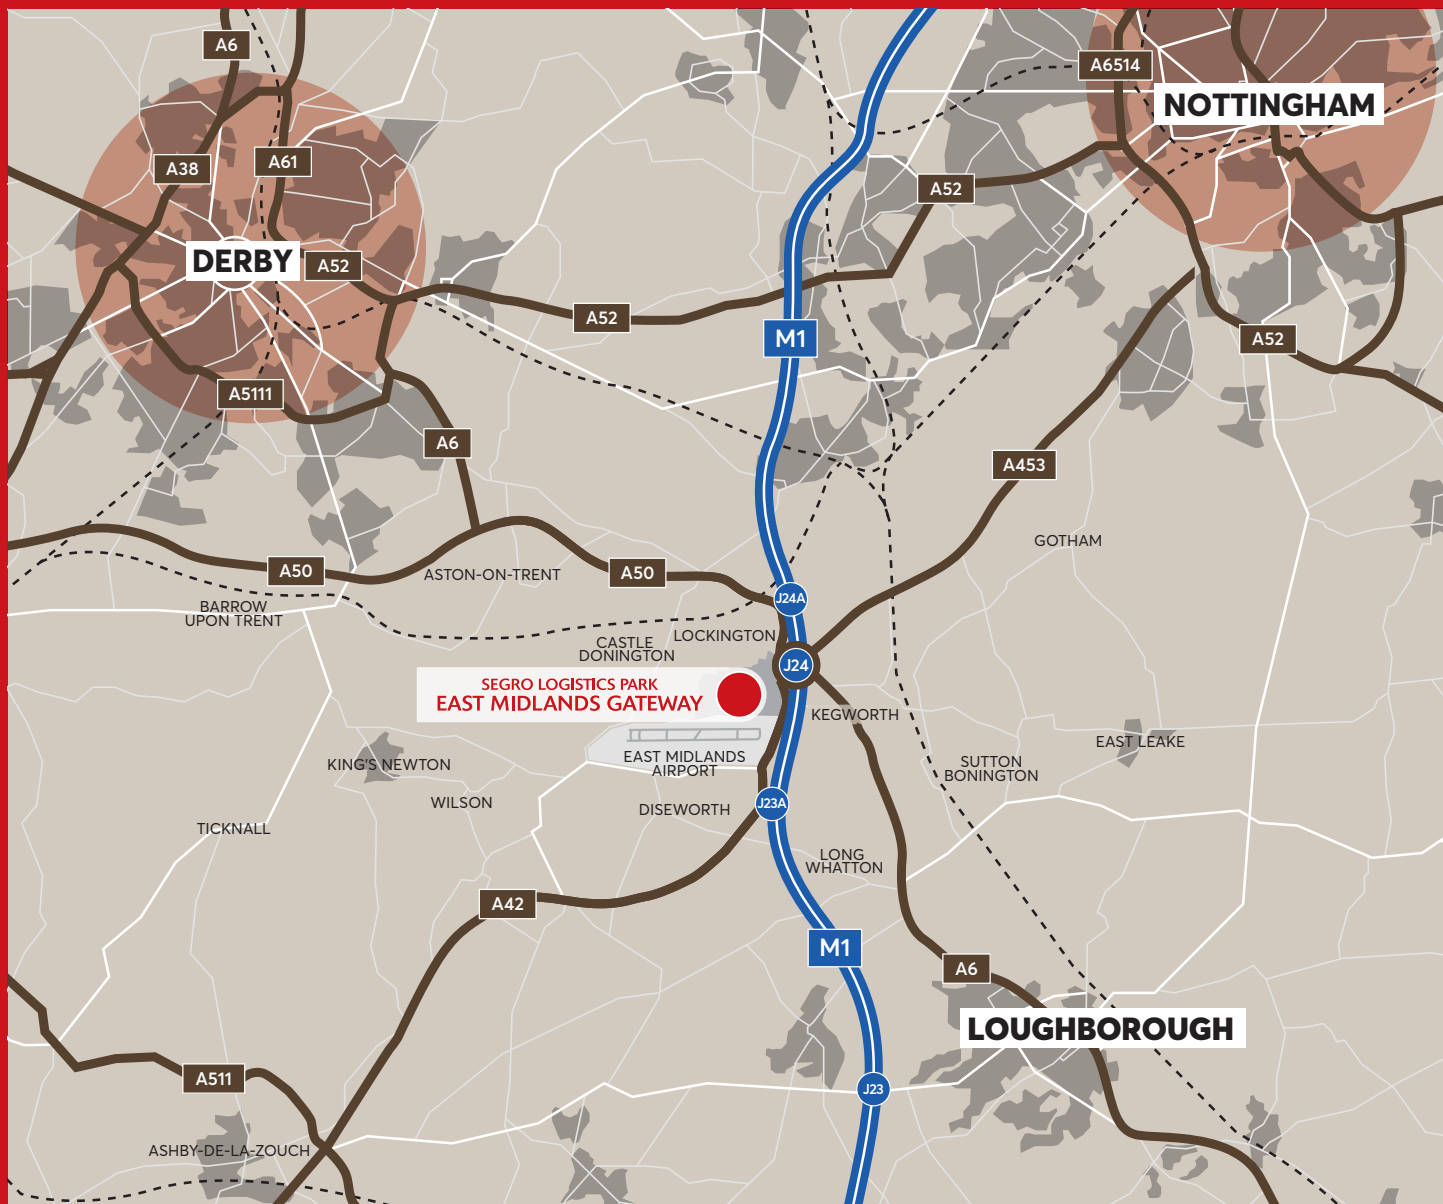 A6
A6514
NOTTINGHAM
A38
A61
A52
DERBY
A52
A52
M1
A52
A5111
A6
A453
GOTHAM
A50
ASTON-ON-TRENT
A50
J24A
BARROW
UPON TRENT
CASTLE
DONINGTON
LOCKINGTON
J24
SEGRO LOGISTICS PARK
EAST MIDLANDS GATEWAY
KEGWORTH
EAST LEAKE
KING'S NEWTON
EAST MIDLANDS
AIRPORT
SUTTON
BONINGTON
WILSON
DISEWORTH
J23A
TICKNALL
LONG
WHATTON
A42
M1
A6
LOUGHBOROUGH
A511
J23
ASHBY-DE-LA-ZOUCH